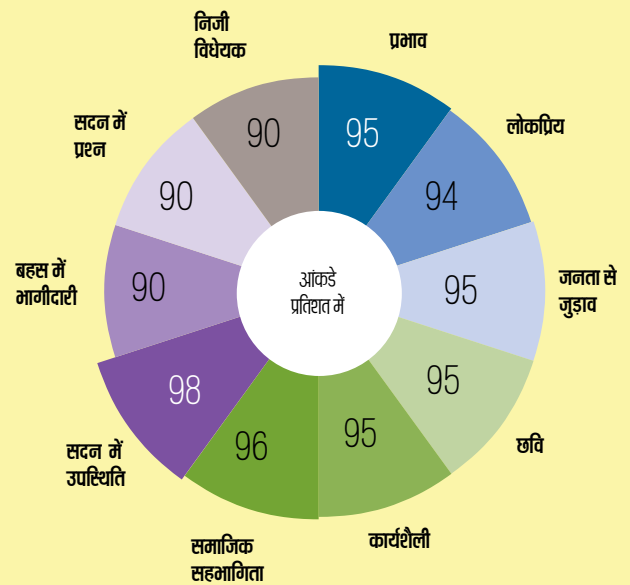 प्रभाव
95
लोकप्रिय
94
जनता से
जुड़ाव
95
छवि
95
कार्यशैली
95
समाजिक
सहभागिता
96
सदन में
उपस्थिति
98
बहस में
भागीदारी
90
सदन में
प्रश्न
90
निजी
विधेयक
90
आंकडे
प्रतिशत में